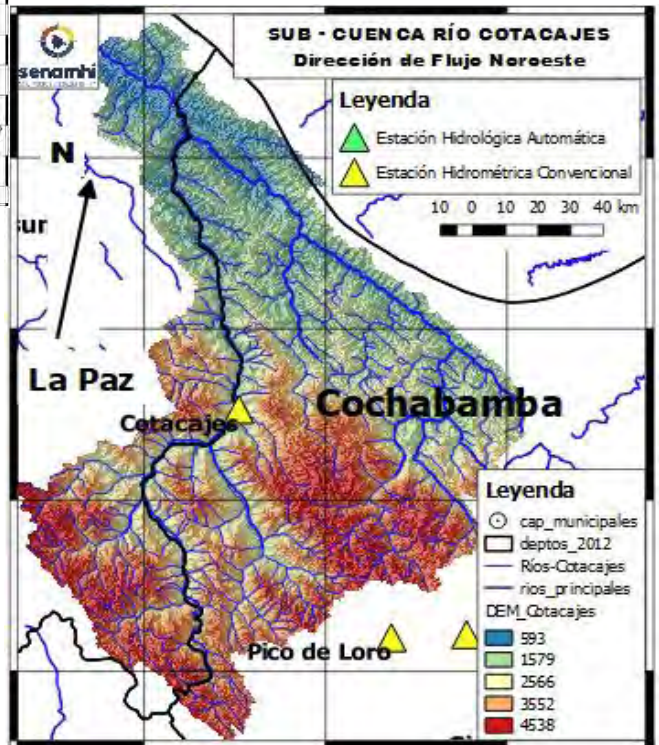 senamhi
SUB - CUENCA RÍO COTACAJES
Dirección de Flujo Noroeste
Leyenda
Estación Hidrológica Automática
Estación Hidrométrica Convencional
10 0 10 20 30 40 km
N
sur
La Paz
Cotacajes
Cochabamba
Pico de Loro
Leyenda
cap_municipales
deptos_2012
Ríos-Cotacajes
rios_principales
DEM_Cotacajes
593
1579
2566
3552
4538